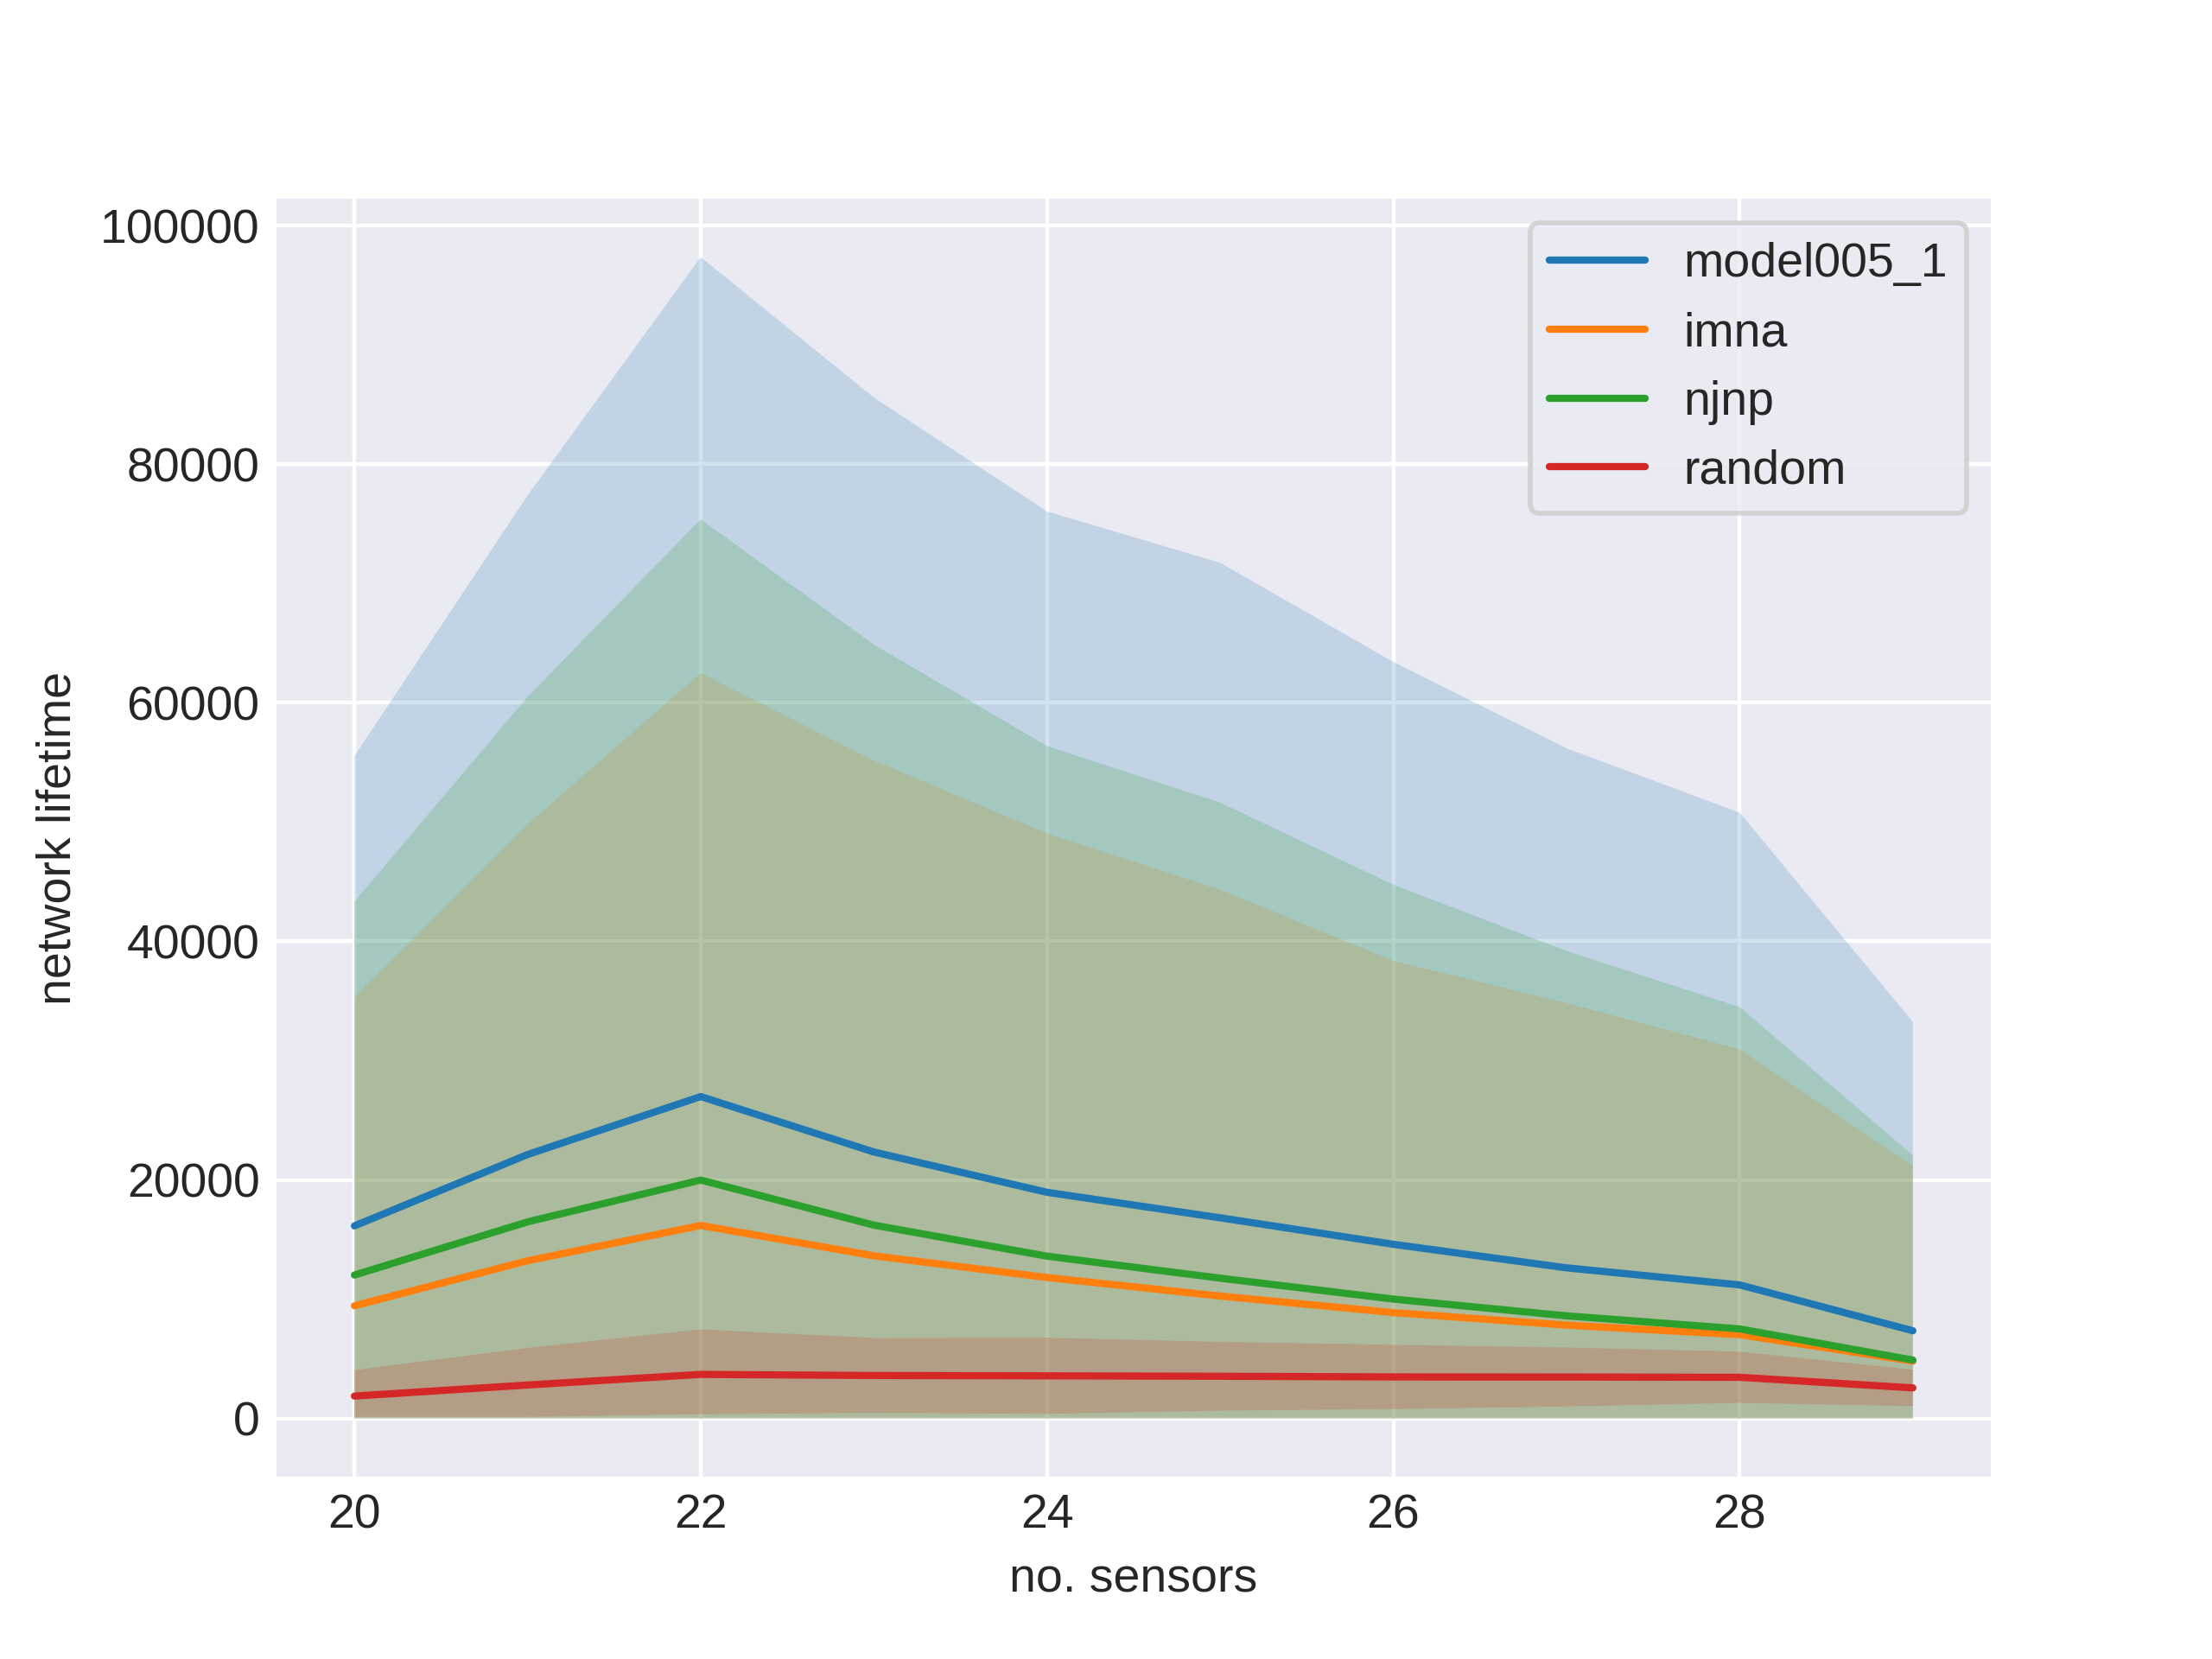 100000
80000
60000
40000
20000
0
network lifetime
20 22 24 26 28
no. sensors
model005_1
imna
njnp
random